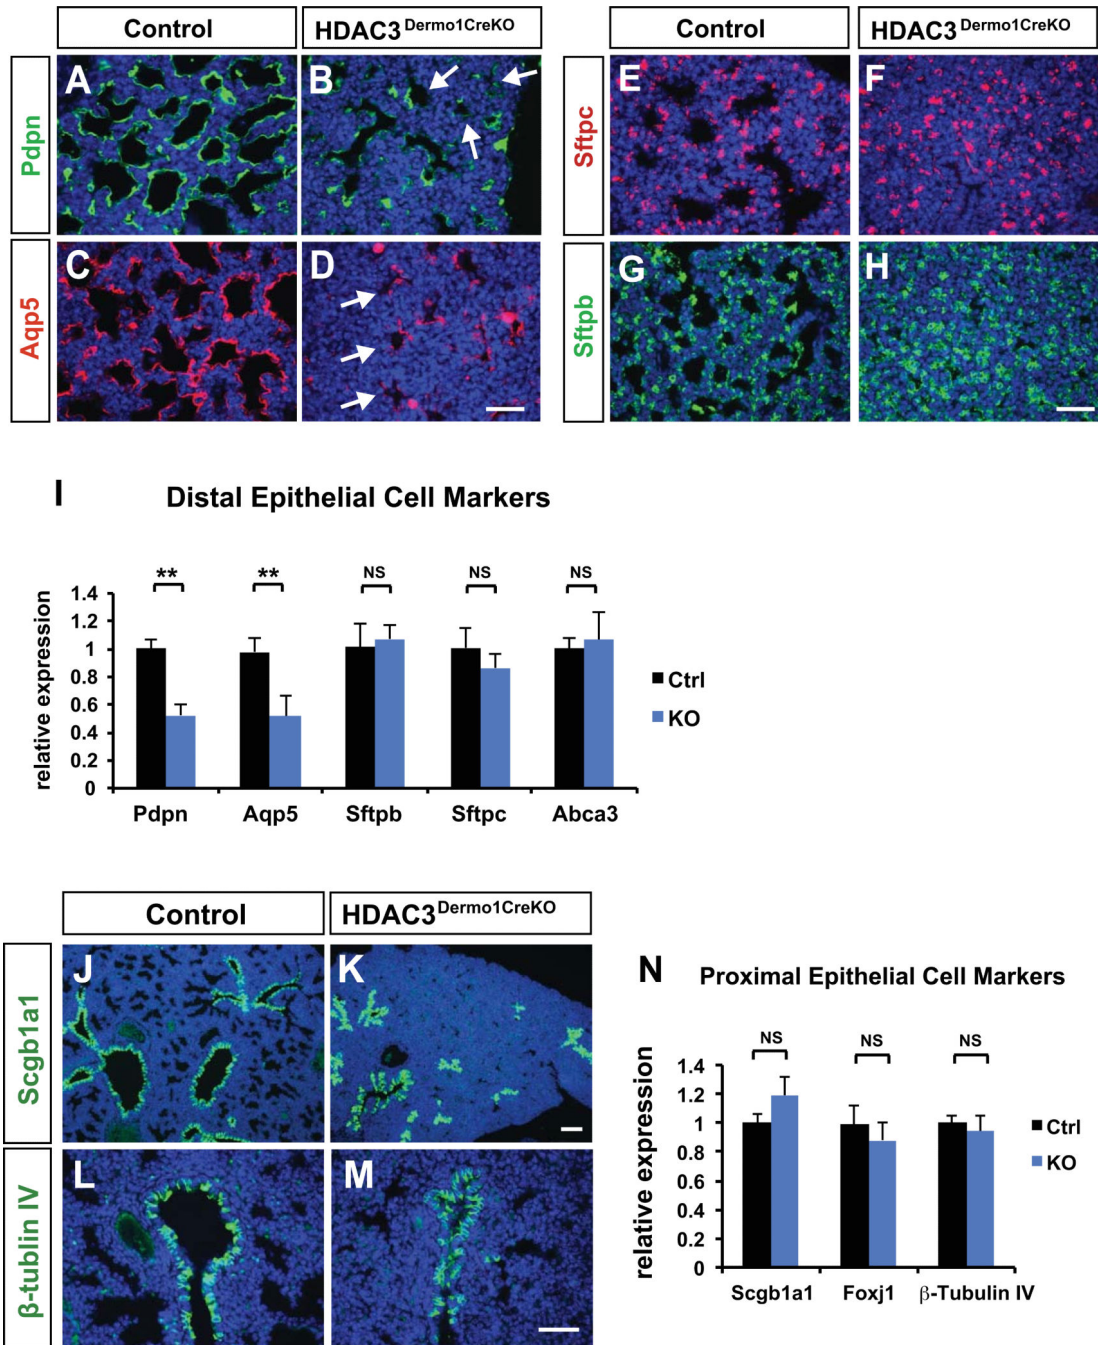 Control
HDAC3Dermo1CreKO
Control
HDAC3Dermo1CreKO
Pdpn
A
B
Sftpc
E
F
Aqp5
C
D
Sftpb
G
H
I
Distal Epithelial Cell Markers
** ** NS NS NS
relative expression
1.4
1.2
1
0.8
0.6
0.4
0.2
0
Ctrl
KO
Pdpn Aqp5 Sftpb Sftpc Abca3
Control
HDAC3Dermo1CreKO
Scgb1a1
J
K
β-tublin IV
L
M
N
Proximal Epithelial Cell Markers
NS NS NS
relative expression
1.4
1.2
1
0.8
0.6
0.4
0.2
0
Ctrl
KO
Scgb1a1 Foxj1 β-Tubulin IV